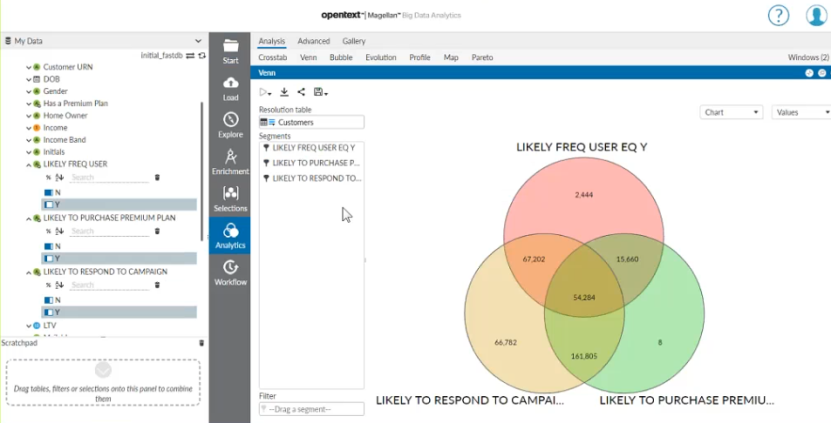 opentext™ | Magellan™ Big Data Analytics
?
My Data
initial_fastdb
Customer URN
DOB
Gender
Has a Premium Plan
Home Owner
Income
Income Band
Initials
LIKELY FREQ USER
Search
N
Y
LIKELY TO PURCHASE PREMIUM PLAN
Search
N
Y
LIKELY TO RESPOND TO CAMPAIGN
Search
N
Y
LTV
Scratchpad
Drag tables, filters or selections onto this panel to combine
them
Start
Load
Explore
Enrichment
Selections
Analytics
Workflow
Analysis Advanced Gallery
Crosstab Venn Bubble Evolution Profile Map Pareto Windows (2)
Venn
Resolution table
Customers
Segments
LIKELY FREQ USER EQ Y
LIKELY TO PURCHASE P...
LIKELY TO RESPOND TO...
Filter
--Drag a segment--
Chart Values
LIKELY FREQ USER EQ Y
2,444
67,202 15,660
54,284
66,782 8
161,805
LIKELY TO RESPOND TO CAMPAI... LIKELY TO PURCHASE PREMIU...